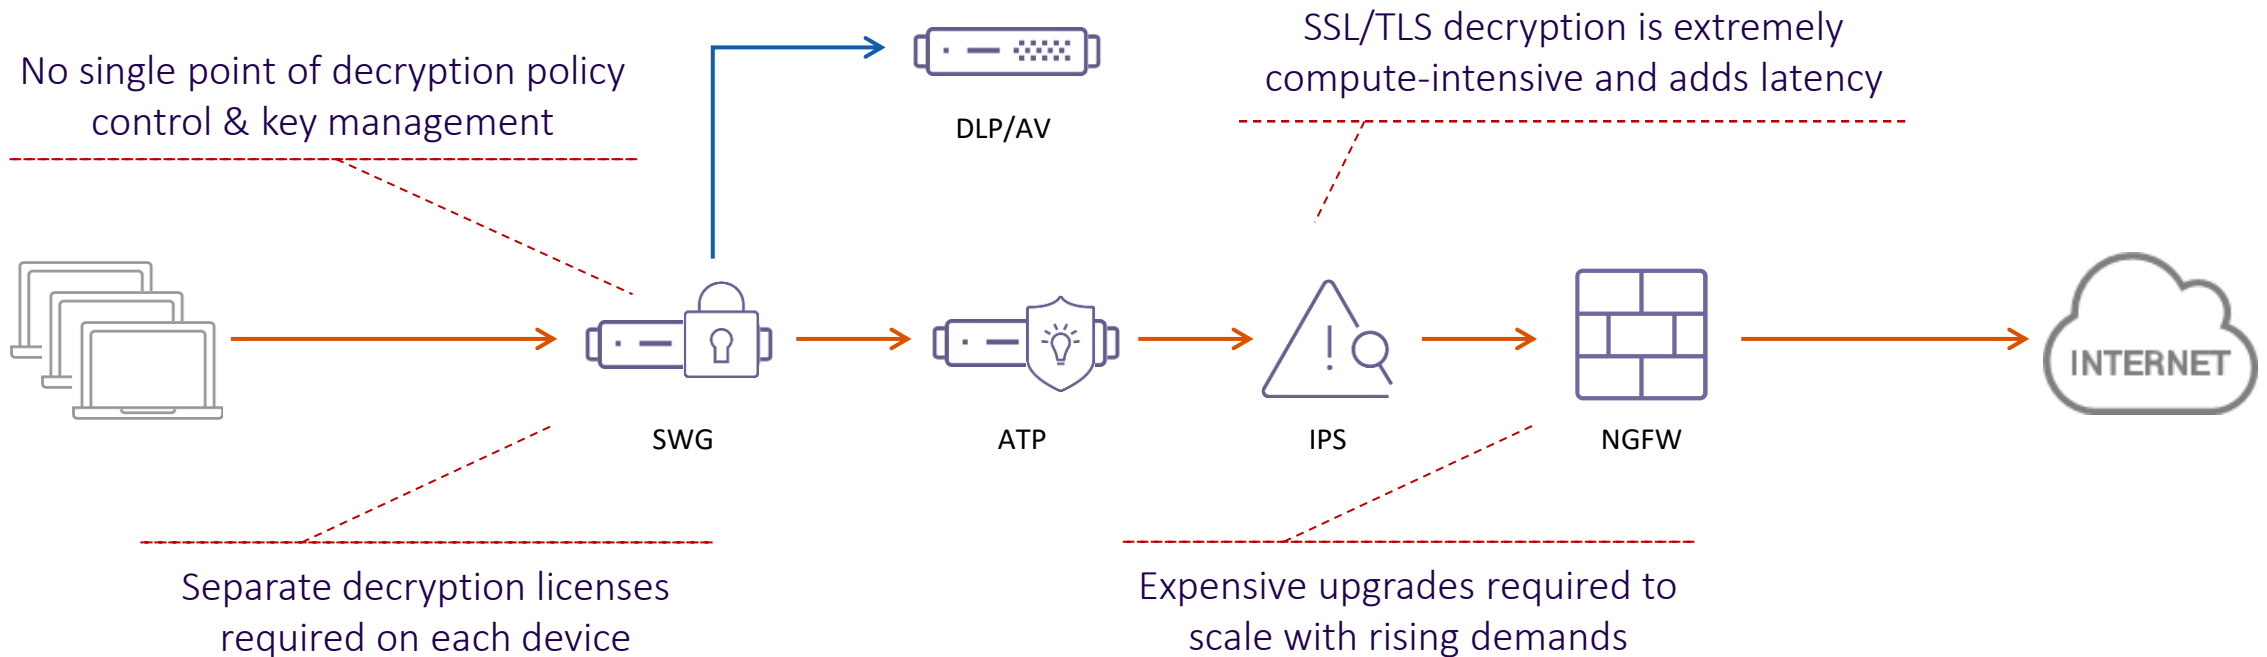 No single point of decryption policy
control & key management
DLP/AV
SSL/TLS decryption is extremely
compute-intensive and adds latency
INTERNET
SWG
ATP
IPS
NGFW
Separate decryption licenses
required on each device
Expensive upgrades required to
scale with rising demands